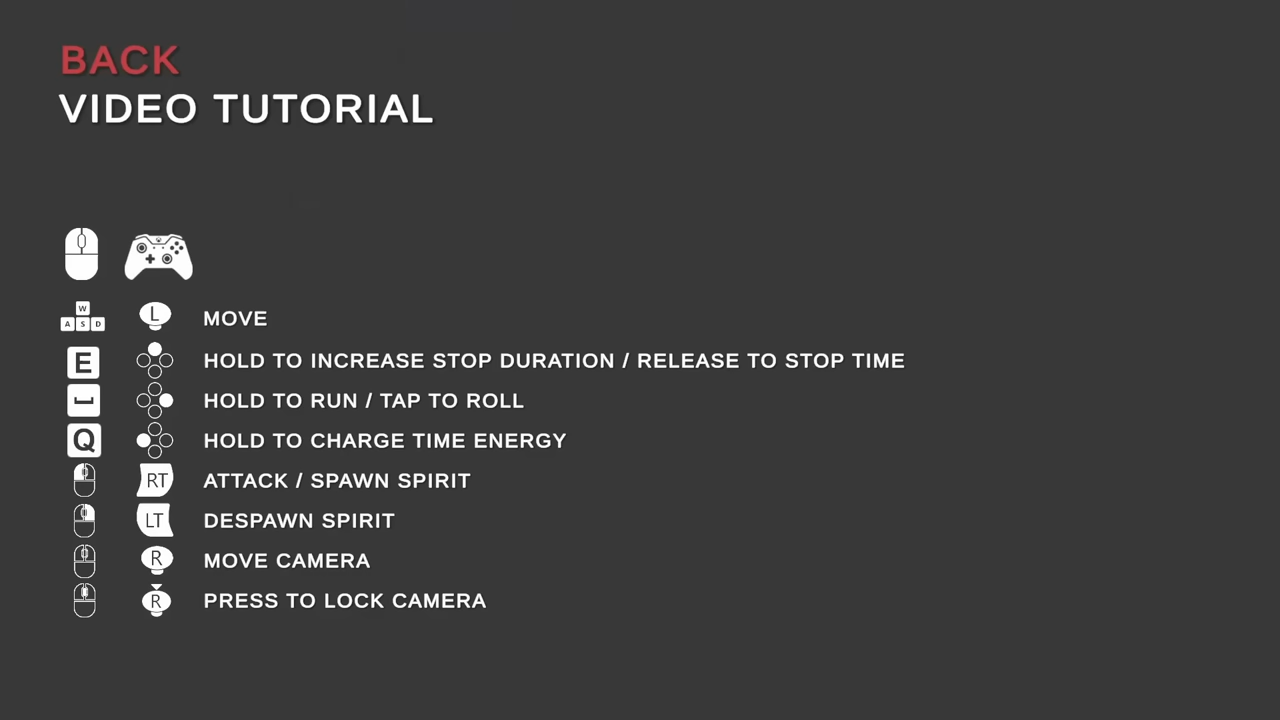 BACK
VIDEO TUTORIAL
W
A S D L MOVE
E HOLD TO INCREASE STOP DURATION / RELEASE TO STOP TIME
HOLD TO RUN / TAP TO ROLL
Q HOLD TO CHARGE TIME ENERGY
RT ATTACK / SPAWN SPIRIT
LT DESPAWN SPIRIT
R MOVE CAMERA
R PRESS TO LOCK CAMERA